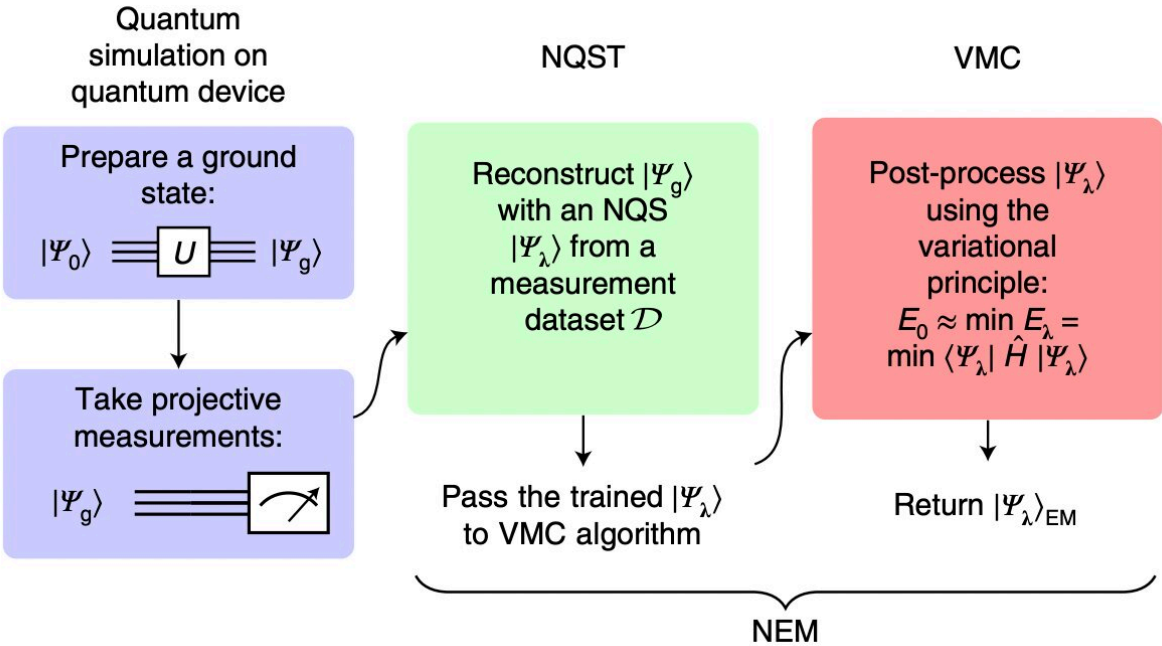 Quantum
simulation on
quantum device
Prepare a ground
state:
|Ψ₀⟩ U |Ψg⟩
Take projective
measurements:
|Ψg⟩
NQST
Reconstruct |Ψg⟩
with an NQS
|Ψλ⟩ from a
measurement
dataset 𝒟
Pass the trained |Ψλ⟩
to VMC algorithm
VMC
Post-process |Ψλ⟩
using the
variational
principle:
E₀ ≈ min Eλ =
min ⟨Ψλ| Ĥ |Ψλ⟩
Return |Ψλ⟩EM
NEM